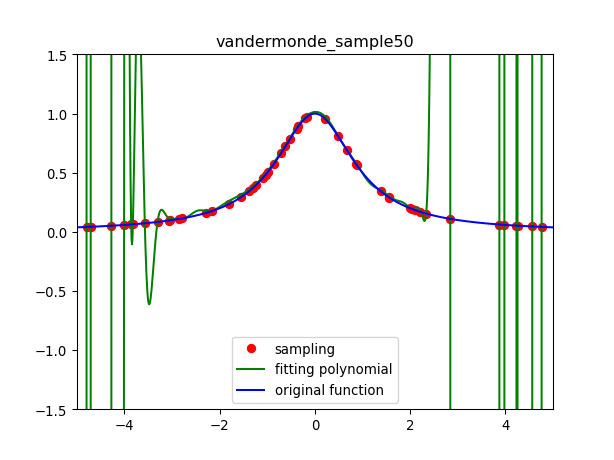 vandermonde_sample50
1.5
1.0
0.5
0.0
−0.5
−1.0
−1.5
sampling
fitting polynomial
original function
−4 −2 0 2 4